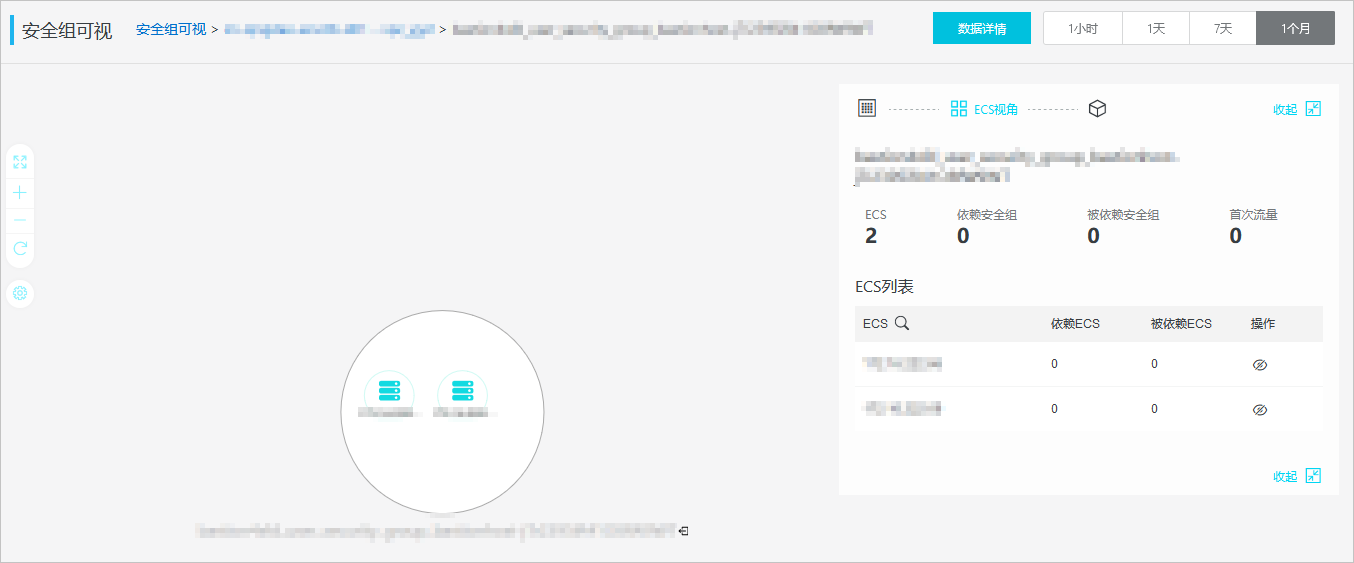 安全组可视 安全组可视 > > 数据详情 1小时 1天 7天 1个月
ECS视角 收起
ECS 依赖安全组 被依赖安全组 首次流量
2 0 0 0
ECS列表
ECS 依赖ECS 被依赖ECS 操作
0 0
0 0
收起